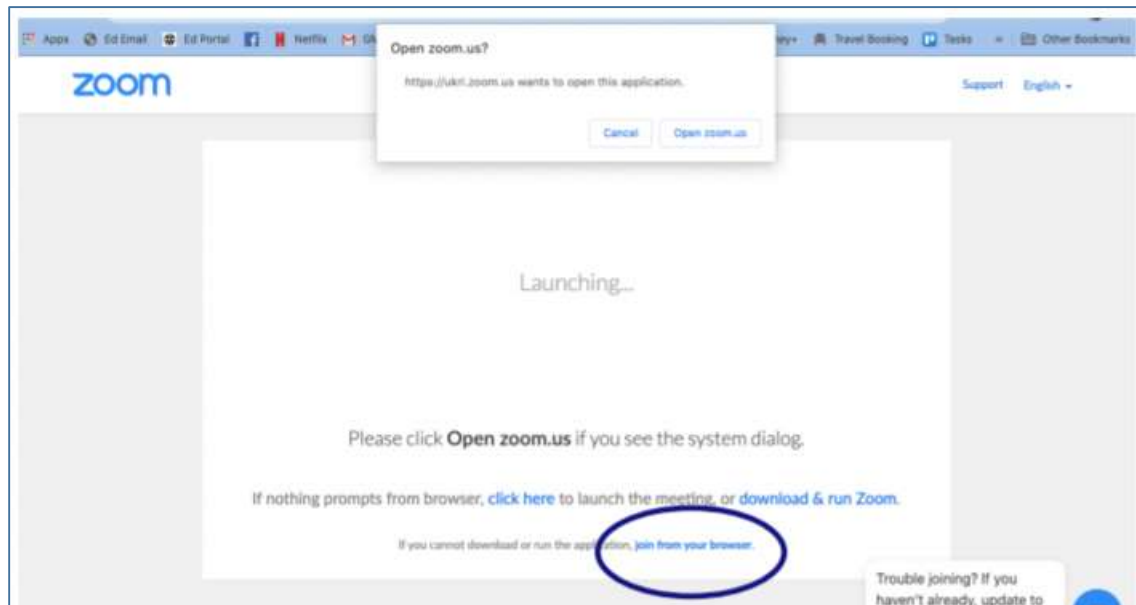 Apps Ed Email Ed Portal Netflix Travel Booking Tasks » Other Bookmarks
Open zoom.us?
https://ukri.zoom.us wants to open this application.
Cancel Open zoom.us
zoom
Support English
Launching...
Please click Open zoom.us if you see the system dialog.
If nothing prompts from browser, click here to launch the meeting, or download & run Zoom.
If you cannot download or run the application, join from your browser.
Trouble joining? If you
haven't already, update to